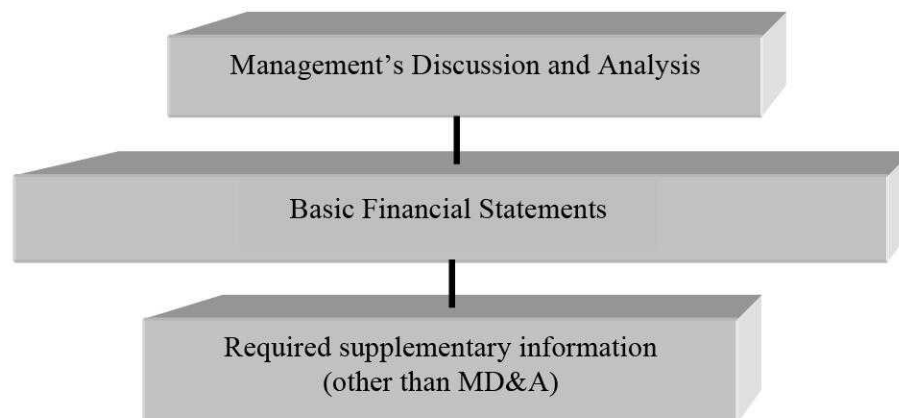 Management’s Discussion and Analysis
Basic Financial Statements
Required supplementary information
(other than MD&A)